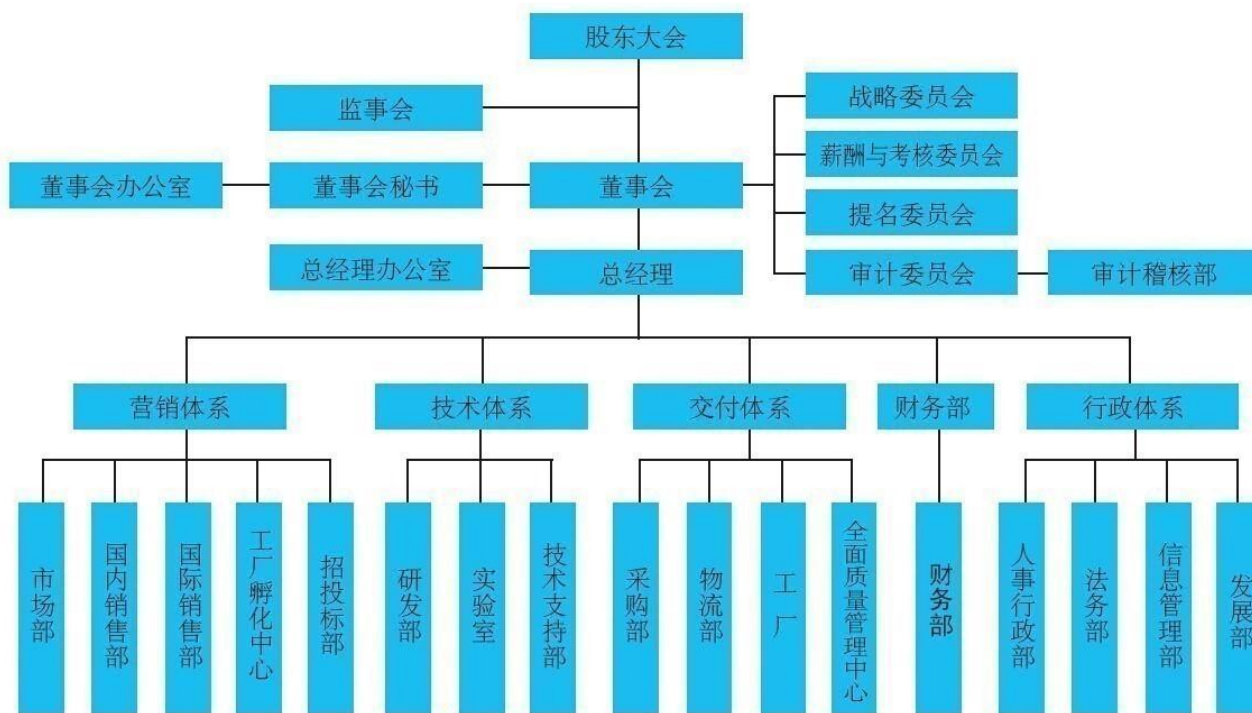 股东大会
监事会
战略委员会
薪酬与考核委员会
董事会办公室
董事会秘书
董事会
提名委员会
总经理办公室
总经理
审计委员会
审计稽核部
营销体系
技术体系
交付体系
财务部
行政体系
市场部
国内销售部
国际销售部
工厂孵化中心
招投标部
研发部
实验室
技术支持部
采购部
物流部
工厂
全面质量管理中心
财务部
人事行政部
法务部
信息管理部
发展部